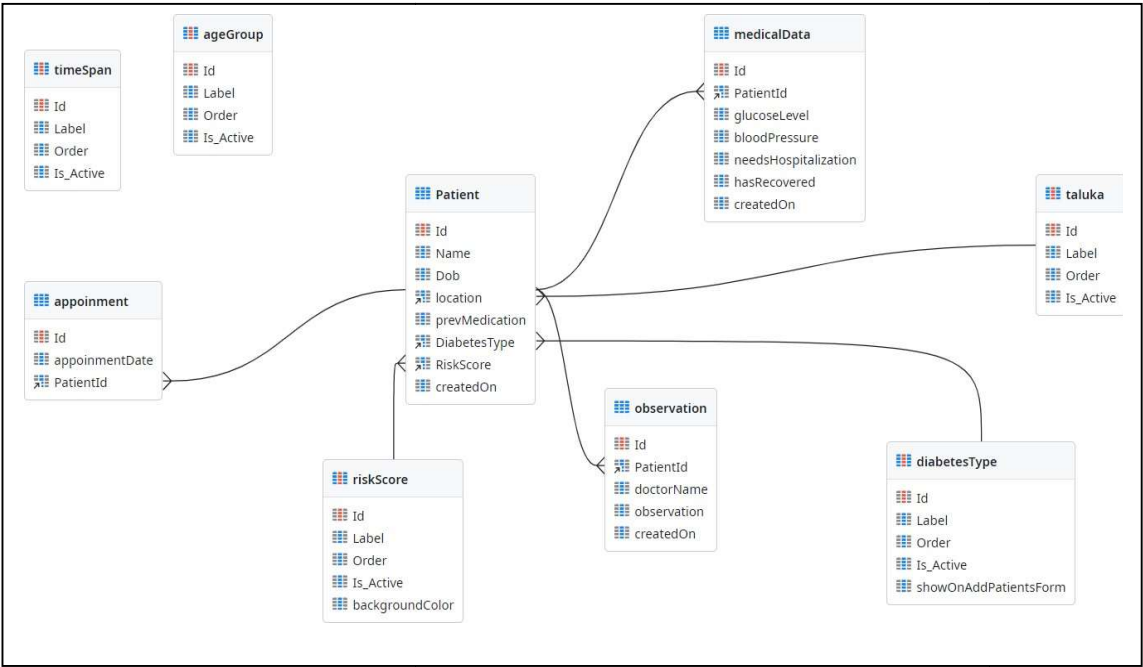 timeSpan
Id
Label
Order
Is_Active
ageGroup
Id
Label
Order
Is_Active
medicalData
Id
PatientId
glucoseLevel
bloodPressure
needsHospitalization
hasRecovered
createdOn
Patient
Id
Name
Dob
location
prevMedication
DiabetesType
RiskScore
createdOn
taluka
Id
Label
Order
Is_Active
appoinment
Id
appoinmentDate
PatientId
observation
Id
PatientId
doctorName
observation
createdOn
riskScore
Id
Label
Order
Is_Active
backgroundColor
diabetesType
Id
Label
Order
Is_Active
showOnAddPatientsForm